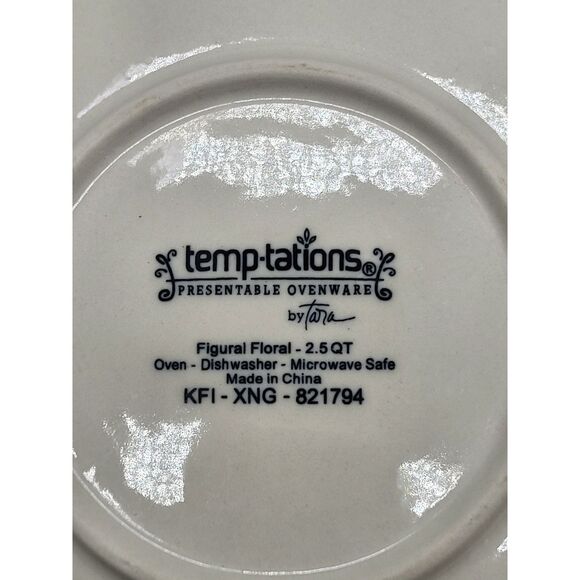 temp-tations®
PRESENTABLE OVENWARE
by Tara
Figural Floral - 2.5 QT
Oven - Dishwasher - Microwave Safe
Made in China
KFI - XNG - 821794